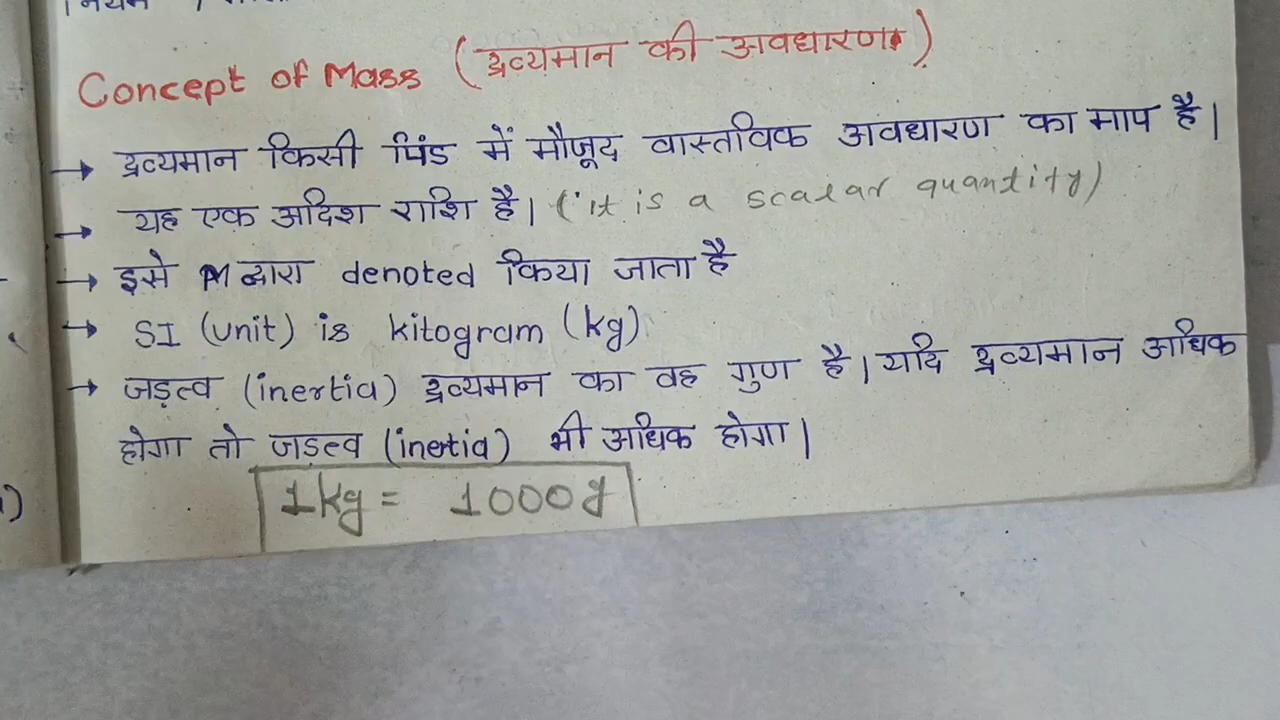 Concept of Mass (द्रव्यमान की अवधारणा)
→ द्रव्यमान किसी पिंड में मौजूद वास्तविक अवधारण का माप है।
→ यह एक अदिश राशि है। (it is a scalar quantity)
→ इसे M द्वारा denoted किया जाता है
→ SI (unit) is kitogram (kg)
→ जड़त्व (inertia) द्रव्यमान का वह गुण है। यदि द्रव्यमान अधिक
होगा तो जड़त्व (inertia) भी अधिक होगा।
1kg = 1000g